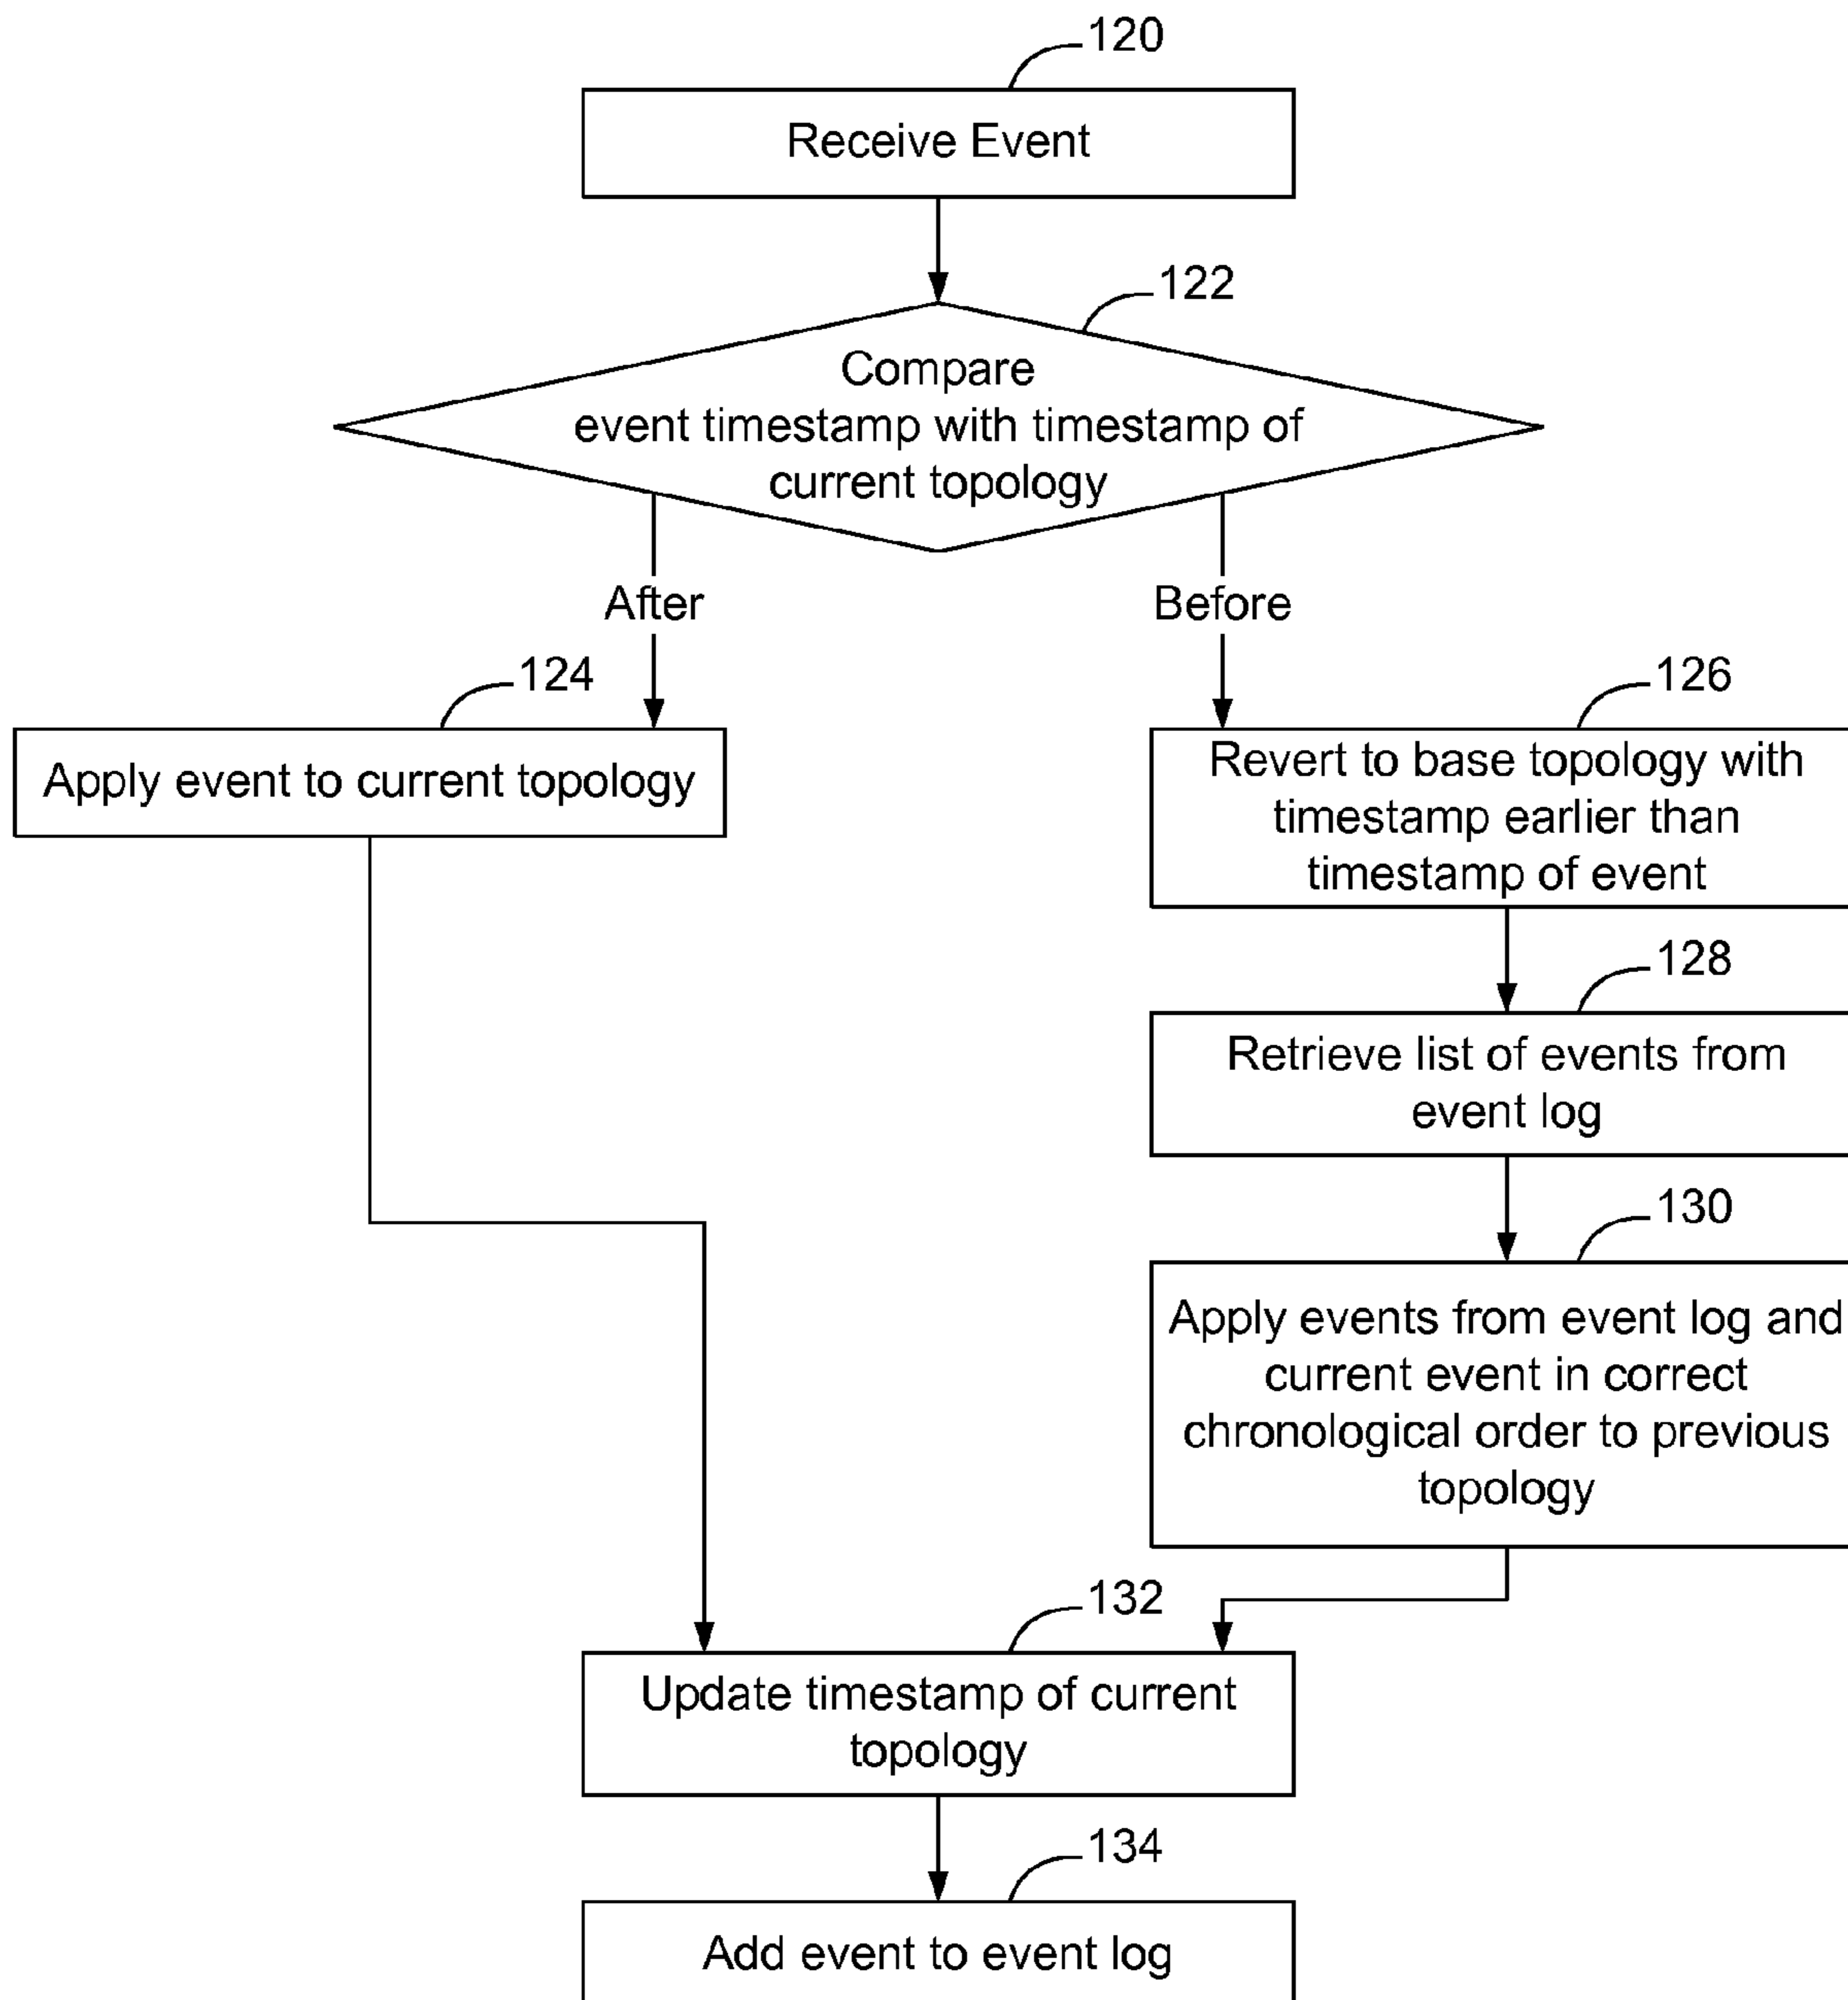 120
Receive Event
122
Compare
event timestamp with timestamp of
current topology
After
Before
124
Apply event to current topology
126
Revert to base topology with
timestamp earlier than
timestamp of event
128
Retrieve list of events from
event log
130
Apply events from event log and
current event in correct
chronological order to previous
topology
132
Update timestamp of current
topology
134
Add event to event log